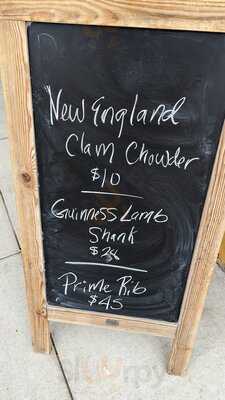 New England
Clam Chowder
$10
Guinness Lamb
Shank
Prime Rib
$45